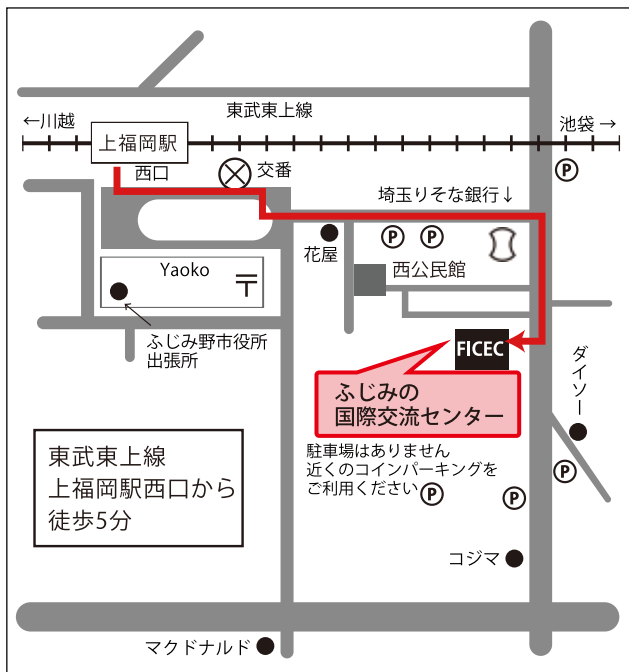 東武東上線
←川越
池袋→
上福岡駅
西口
交番
P
埼玉りそな銀行↓
花屋
P
P
西公民館
Yaoko
〒
ふじみ野市役所
出張所
FICEC
ダイソー
ふじみの
国際交流センター
駐車場はありません
近くのコインパーキングを
ご利用ください
P
P
P
東武東上線
上福岡駅西口から
徒歩5分
コジマ
マクドナルド